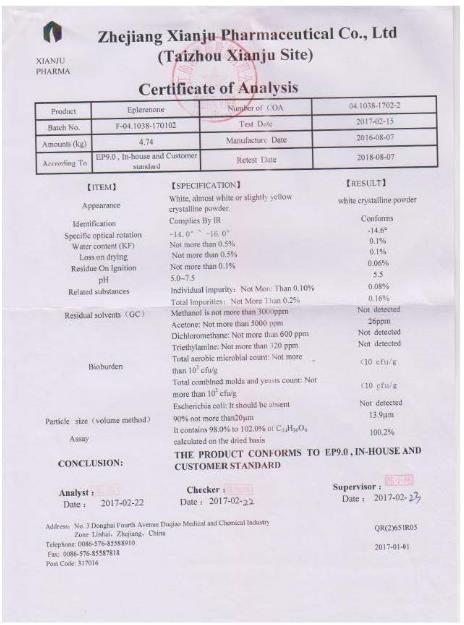 Zhejiang Xianju Pharmaceutical Co., Ltd
(Taizhou Xianju Site)
XIANJU
PHARMA
Certificate of Analysis
Product Eplerenone Number of COA 04.1038-1702-2
Batch No. F-04.1038-170102 Test Date 2017-02-15
Amounts (kg) 4.74 Manufacture Date 2016-08-07
According To EP9.0 , In-house and Customer standard Retest Date 2018-08-07
【ITEM】 【SPECIFICATION】 【RESULT】
Appearance White, almost white or slightly yellow crystalline powder. white crystalline powder
Identification Complies By IR Conforms
Specific optical rotation -14.0° ~ -16.0° -14.6°
Water content (KF) Not more than 0.5% 0.1%
Loss on drying Not more than 0.5% 0.1%
Residue On Ignition Not more than 0.1% 0.06%
pH 5.0~7.5 5.5
Related substances Individual impurity: Not More Than 0.10% 0.08%
Total Impurities: Not More Than 0.2% 0.16%
Residual solvents (GC) Methanol is not more than 3000ppm Not detected
Acetone: Not more than 5000 ppm 26ppm
Dichloromethane: Not more than 600 ppm Not detected
Triethylamine: Not more than 320 ppm Not detected
Bioburden Total aerobic microbial count: Not more than 10² cfu/g <10 cfu/g
Total combined molds and yeasts count: Not more than 10² cfu/g <10 cfu/g
Escherichia coli: It should be absent Not detected
Particle size (volume method) 90% not more than20μm 13.9μm
Assay It contains 98.0% to 102.0% of C₂₄H₃₀O₆ calculated on the dried basis 100.2%
CONCLUSION: THE PRODUCT CONFORMS TO EP9.0 , IN-HOUSE AND CUSTOMER STANDARD
Analyst : Checker : Supervisor :
Date : 2017-02-22 Date : 2017-02-22 Date : 2017-02-23
Address: No. 3 Donghai Fourth Avenue Duqiao Medical and Chemical Industry
Zone Linhai, Zhejiang, China
Telephone: 0086-576-85588910
Fax: 0086-576-85587818
Post Code: 317016
QR(2)651R05
2017-01-01